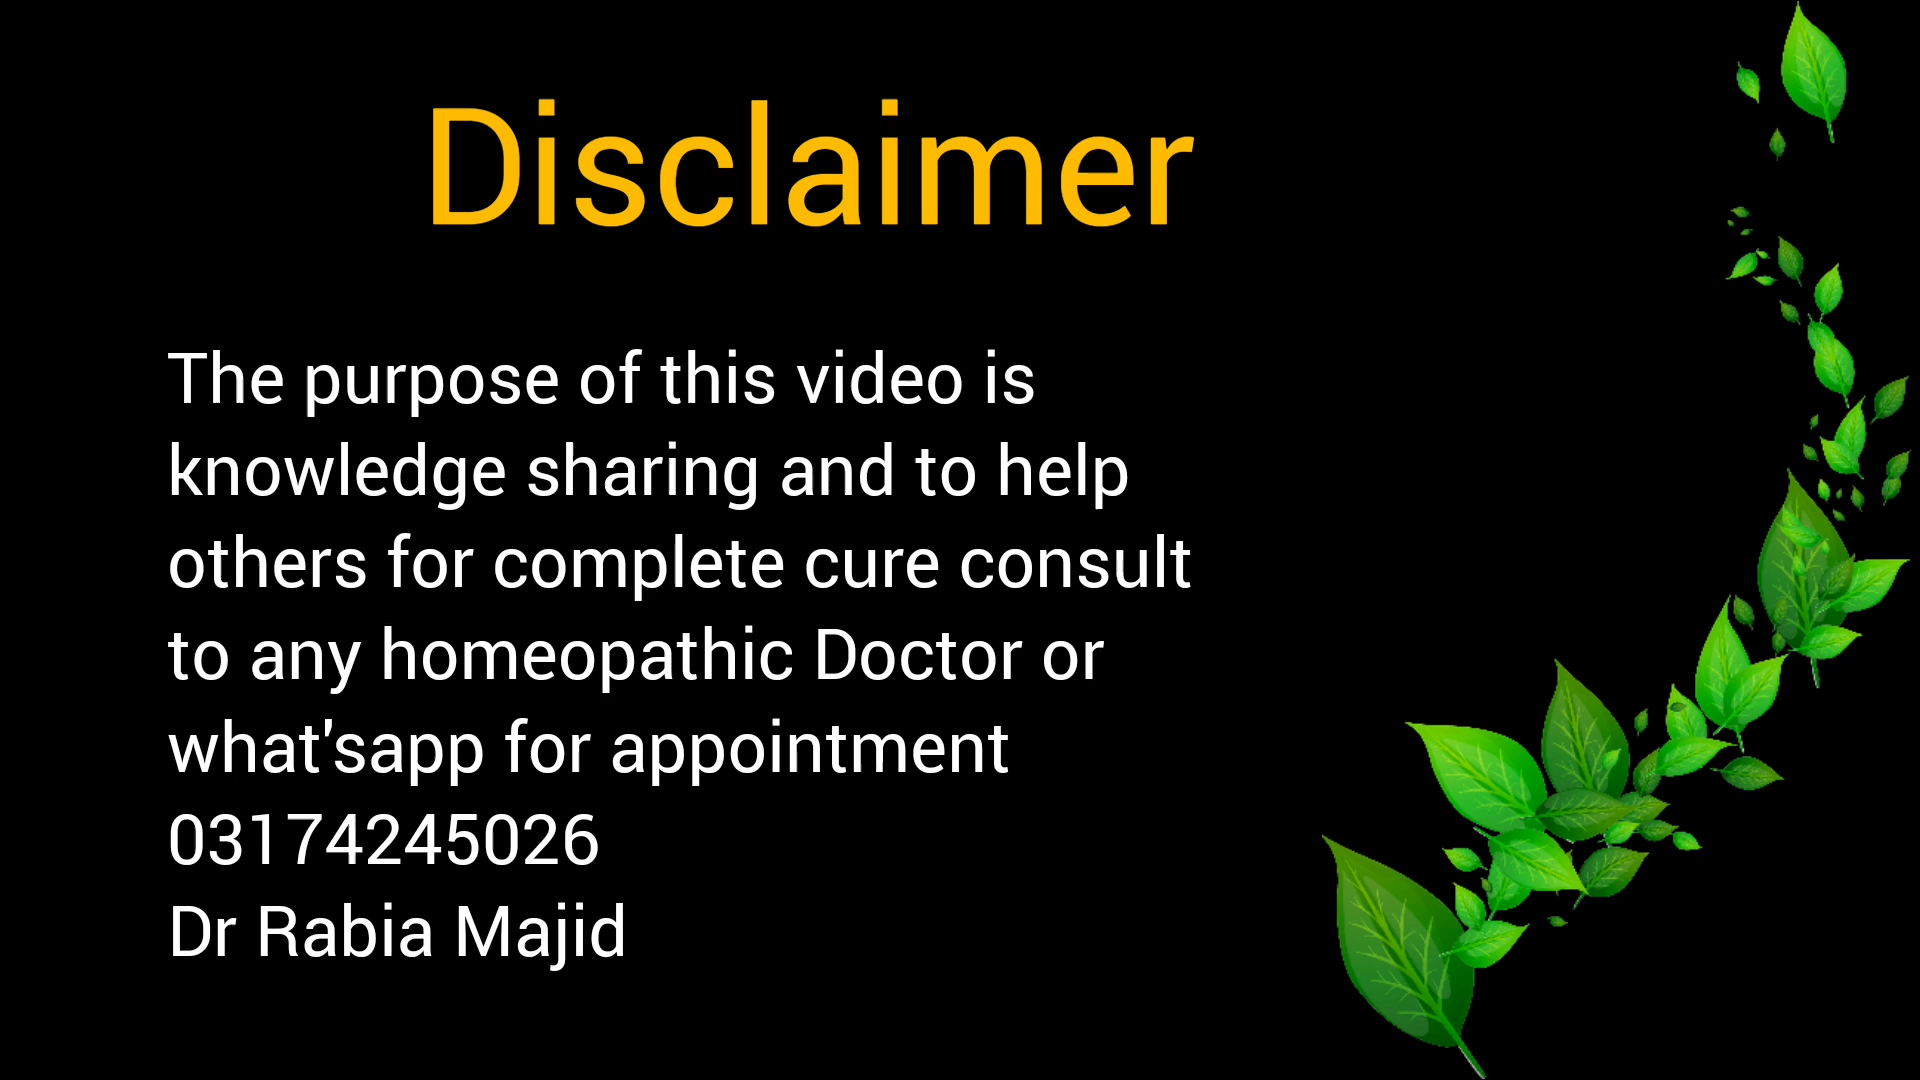 Disclaimer
The purpose of this video is
knowledge sharing and to help
others for complete cure consult
to any homeopathic Doctor or
what'sapp for appointment
03174245026
Dr Rabia Majid